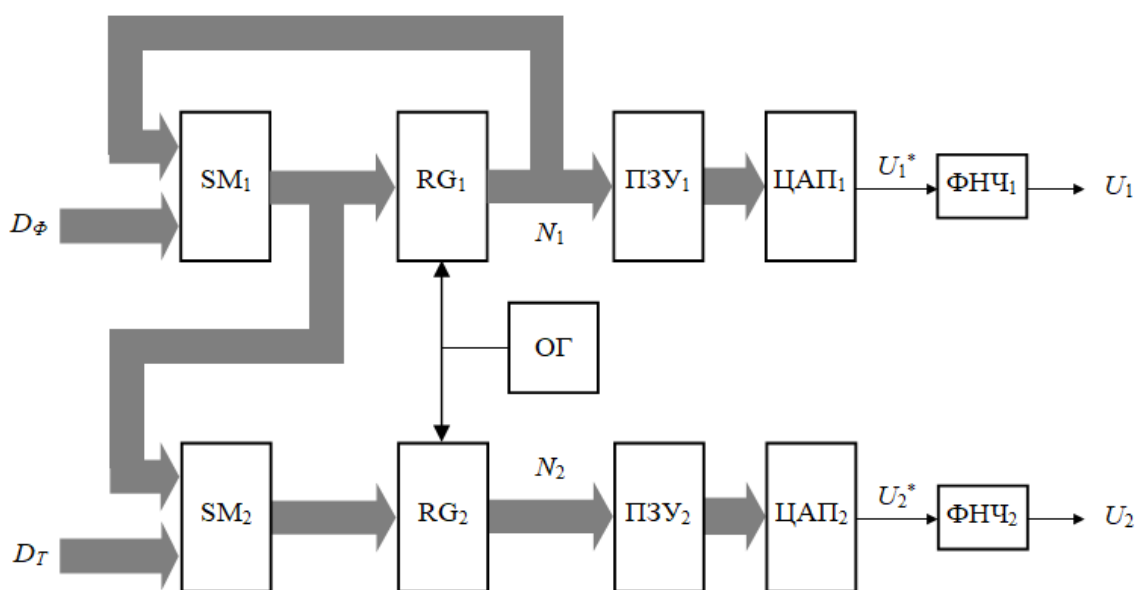 SM₁ RG₁ ПЗУ₁ ЦАП₁ U₁* ФНЧ₁ U₁
D_Ф N₁
ОГ
N₂
SM₂ RG₂ ПЗУ₂ ЦАП₂ U₂* ФНЧ₂ U₂
D_T